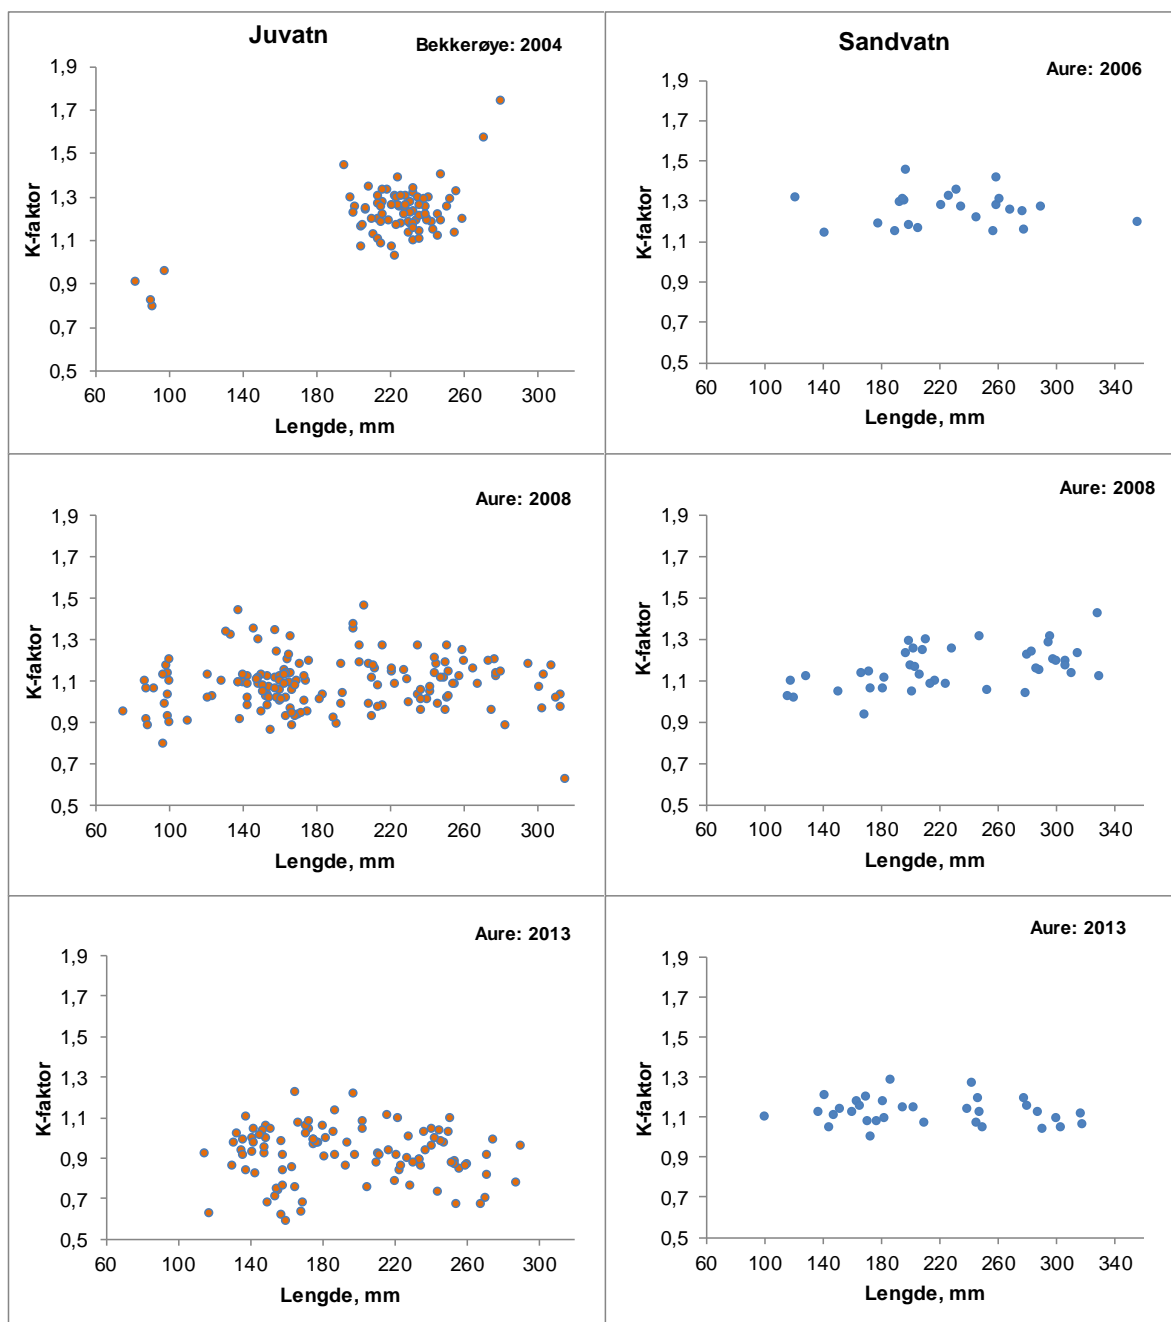 Juvatn
Bekkerøye: 2004
K-faktor
1,9
1,7
1,5
1,3
1,1
0,9
0,7
0,5
60 100 140 180 220 260 300
Lengde, mm
Sandvatn
Aure: 2006
K-faktor
1,9
1,7
1,5
1,3
1,1
0,9
0,7
0,5
60 100 140 180 220 260 300 340
Lengde, mm
Aure: 2008
K-faktor
1,9
1,7
1,5
1,3
1,1
0,9
0,7
0,5
60 100 140 180 220 260 300
Lengde, mm
Aure: 2008
K-faktor
1,9
1,7
1,5
1,3
1,1
0,9
0,7
0,5
60 100 140 180 220 260 300 340
Lengde, mm
Aure: 2013
K-faktor
1,9
1,7
1,5
1,3
1,1
0,9
0,7
0,5
60 100 140 180 220 260 300
Lengde, mm
Aure: 2013
K-faktor
1,9
1,7
1,5
1,3
1,1
0,9
0,7
0,5
60 100 140 180 220 260 300 340
Lengde, mm